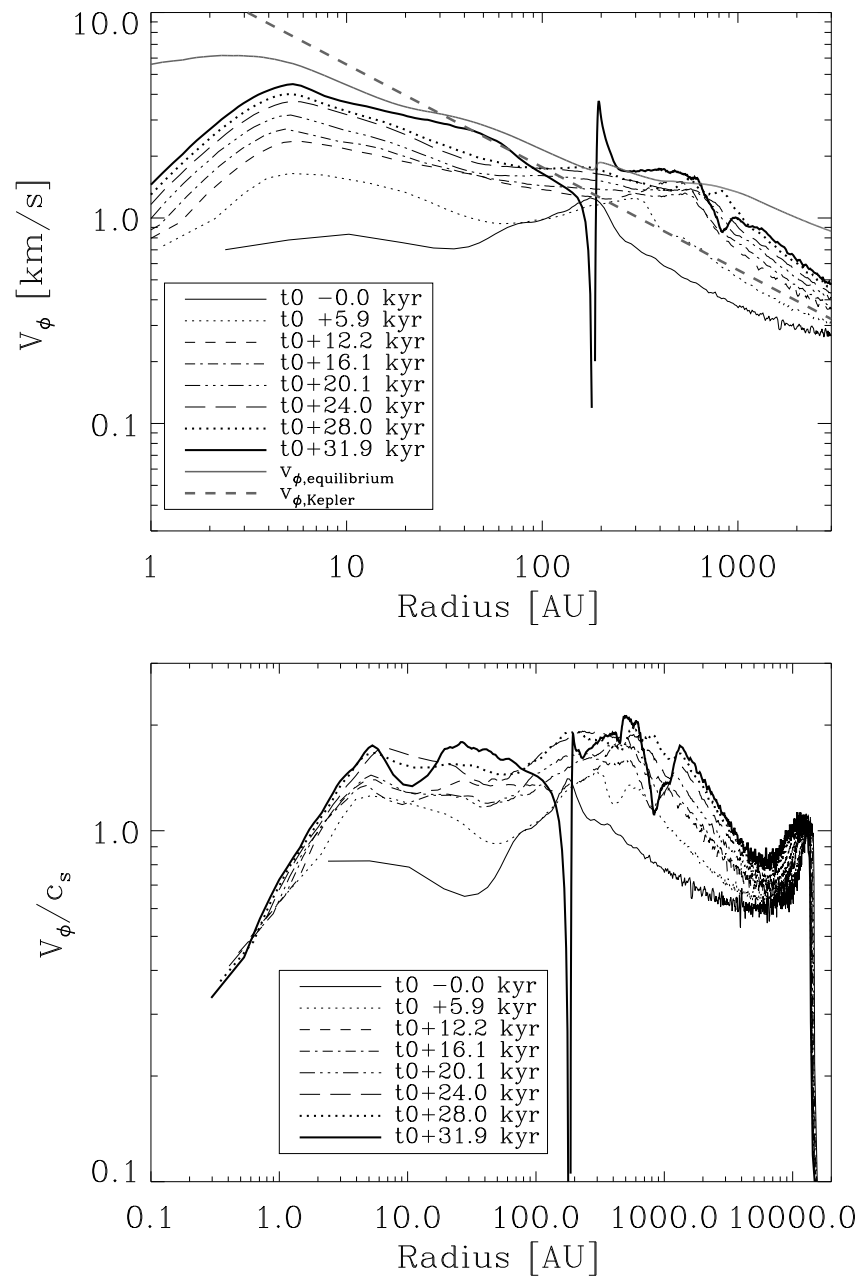 10.0
1.0
0.1
V_ϕ [km/s]
t0 −0.0 kyr
t0 +5.9 kyr
t0+12.2 kyr
t0+16.1 kyr
t0+20.1 kyr
t0+24.0 kyr
t0+28.0 kyr
t0+31.9 kyr
v_ϕ,equilibrium
v_ϕ,Kepler
1 10 100 1000
Radius [AU]
1.0
0.1
V_ϕ/c_s
t0 −0.0 kyr
t0 +5.9 kyr
t0+12.2 kyr
t0+16.1 kyr
t0+20.1 kyr
t0+24.0 kyr
t0+28.0 kyr
t0+31.9 kyr
0.1 1.0 10.0 100.0 1000.0 10000.0
Radius [AU]